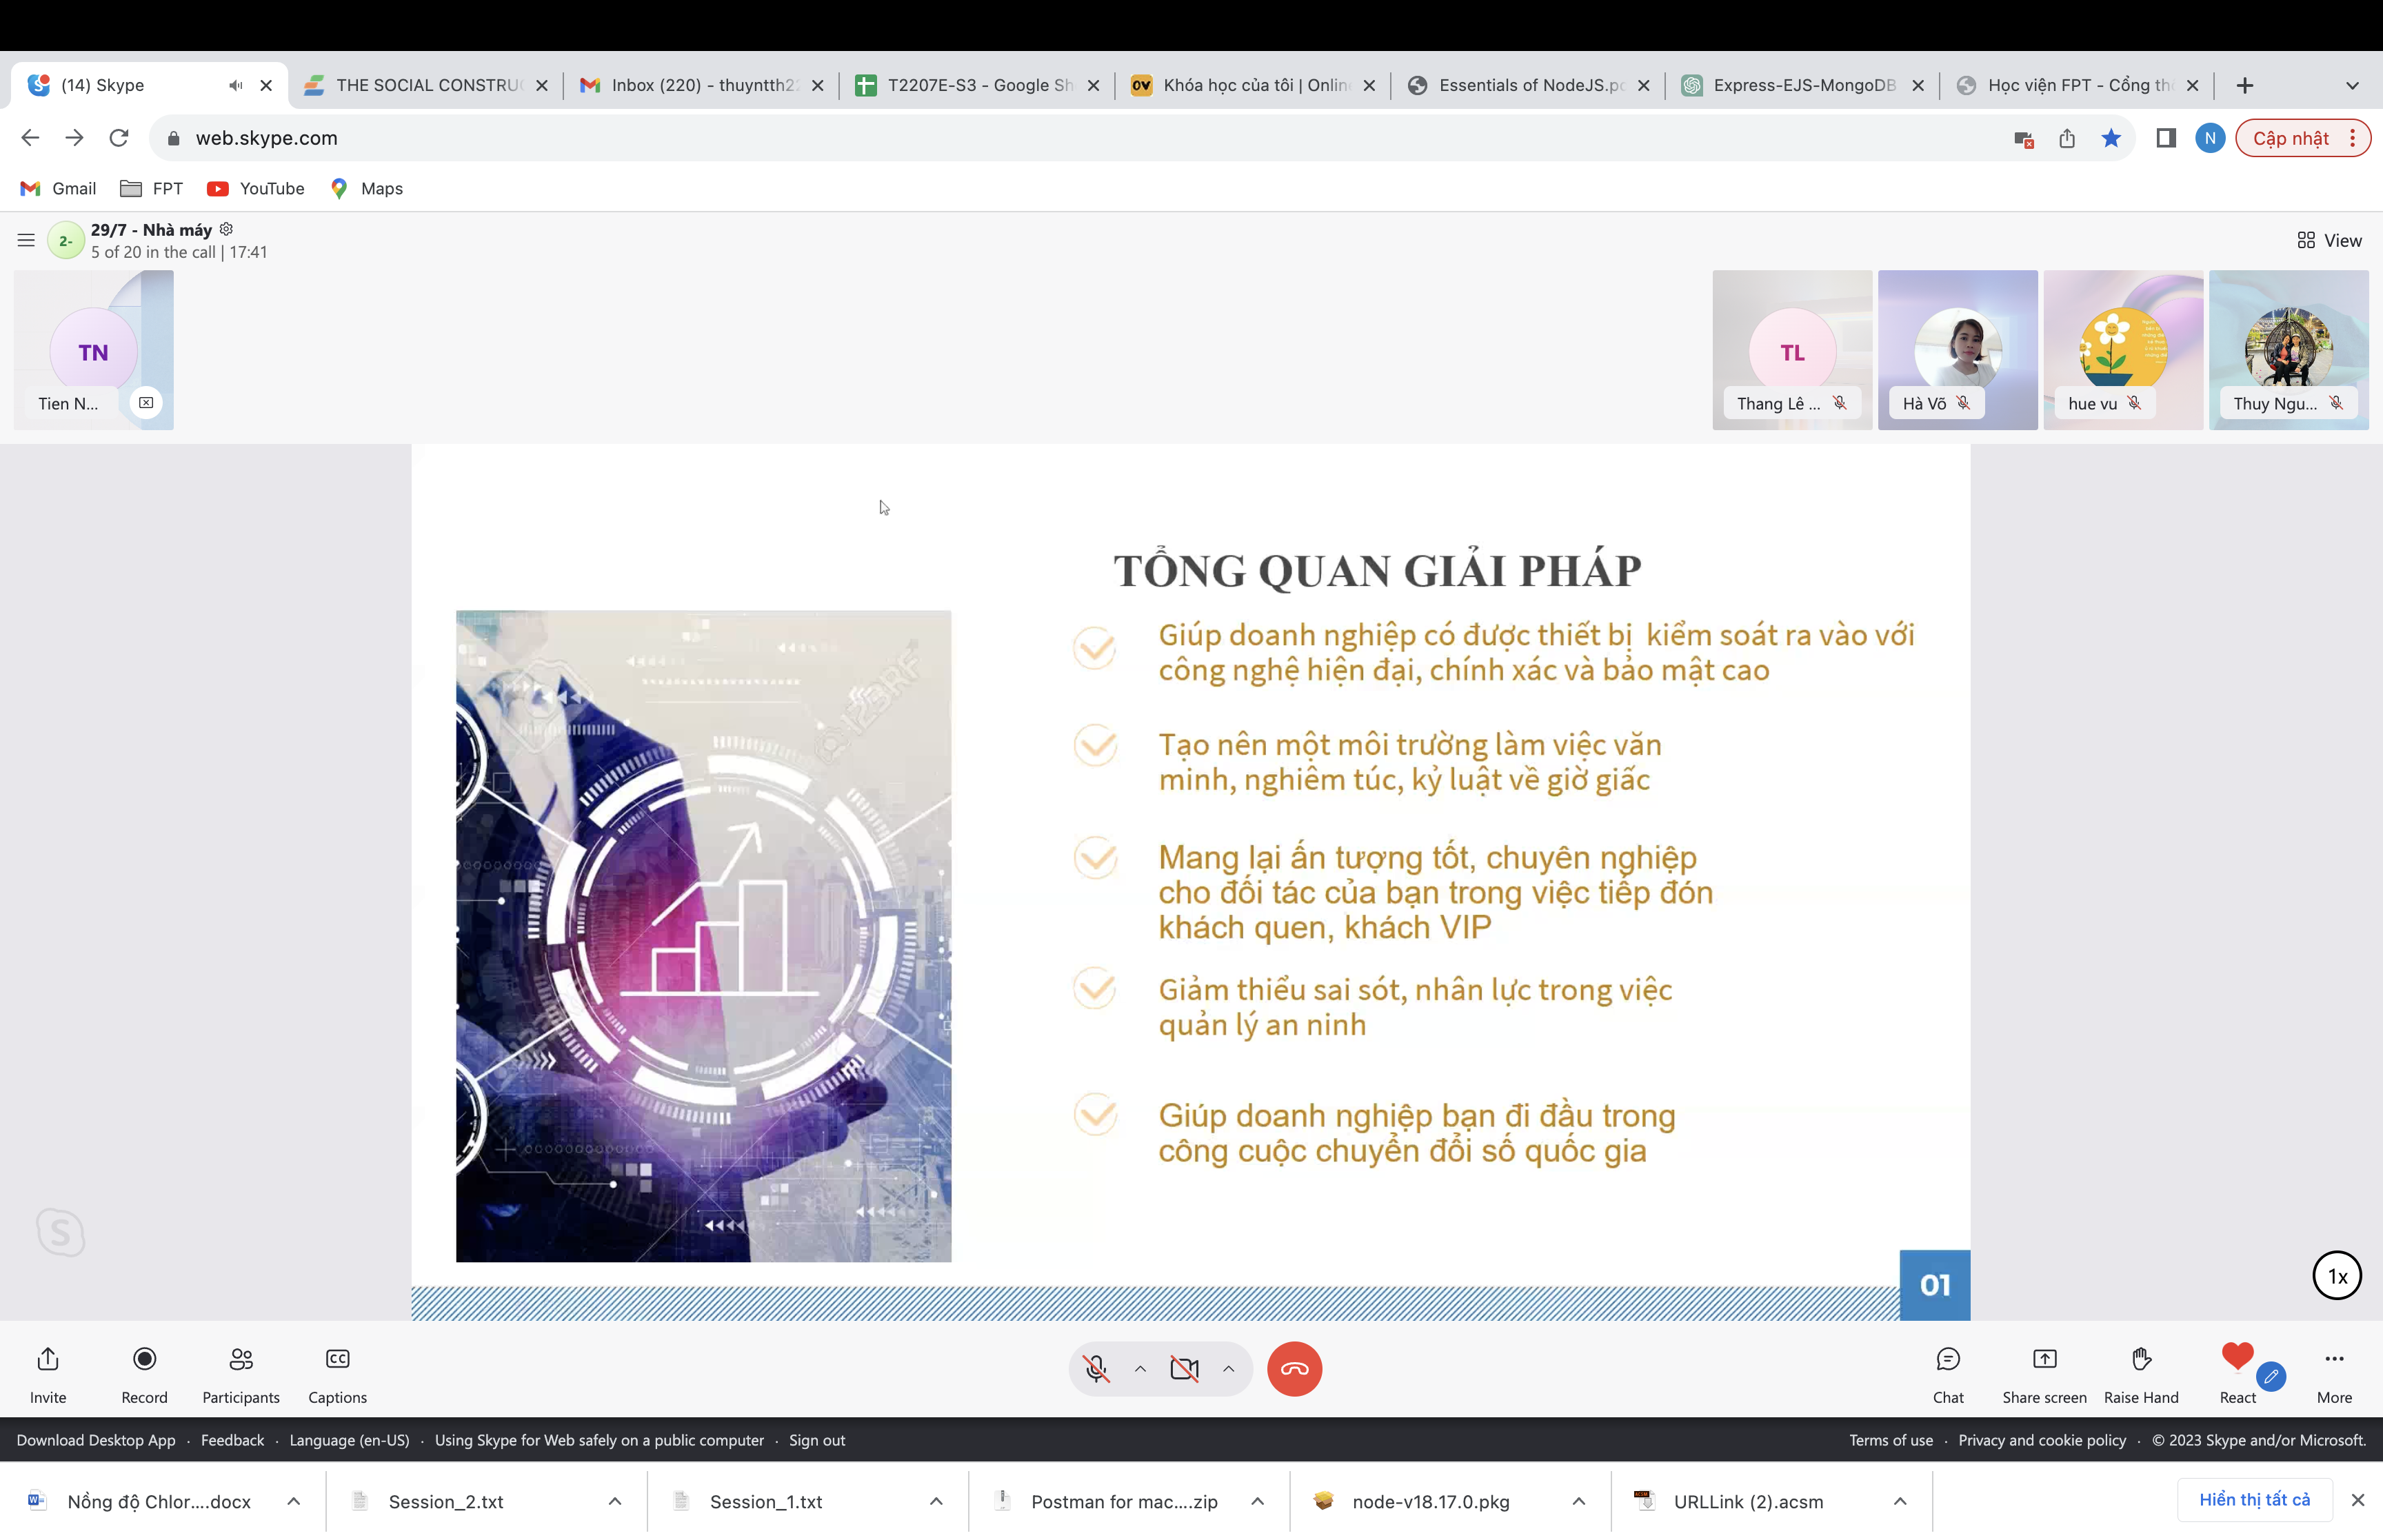 (14) Skype
THE SOCIAL CONSTRU
Inbox (220) - thuyntth2
T2207E-S3 - Google Sh
Khóa học của tôi | Onlin
Essentials of NodeJS.p
Express-EJS-MongoDB
Học viện FPT - Cổng th
web.skype.com
N
Cập nhật
Gmail
FPT
YouTube
Maps
2-
29/7 - Nhà máy
5 of 20 in the call | 17:41
View
TN
Tien N...
TL
Thang Lê ...
Hà Võ
hue vu
Thuy Ngu...
TỔNG QUAN GIẢI PHÁP
Giúp doanh nghiệp có được thiết bị kiểm soát ra vào với
công nghệ hiện đại, chính xác và bảo mật cao
Tạo nên một môi trường làm việc văn
minh, nghiêm túc, kỷ luật về giờ giấc
Mang lại ấn tượng tốt, chuyên nghiệp
cho đối tác của bạn trong việc tiếp đón
khách quen, khách VIP
Giảm thiểu sai sót, nhân lực trong việc
quản lý an ninh
Giúp doanh nghiệp bạn đi đầu trong
công cuộc chuyển đổi số quốc gia
123RF
01
1x
Invite
Record
Participants
CC
Captions
Chat
Share screen
Raise Hand
React
More
Download Desktop App · Feedback · Language (en-US) · Using Skype for Web safely on a public computer · Sign out
Terms of use · Privacy and cookie policy · © 2023 Skype and/or Microsoft.
Nồng độ Chlor....docx
Session_2.txt
Session_1.txt
Postman for mac....zip
node-v18.17.0.pkg
URLLink (2).acsm
Hiển thị tất cả